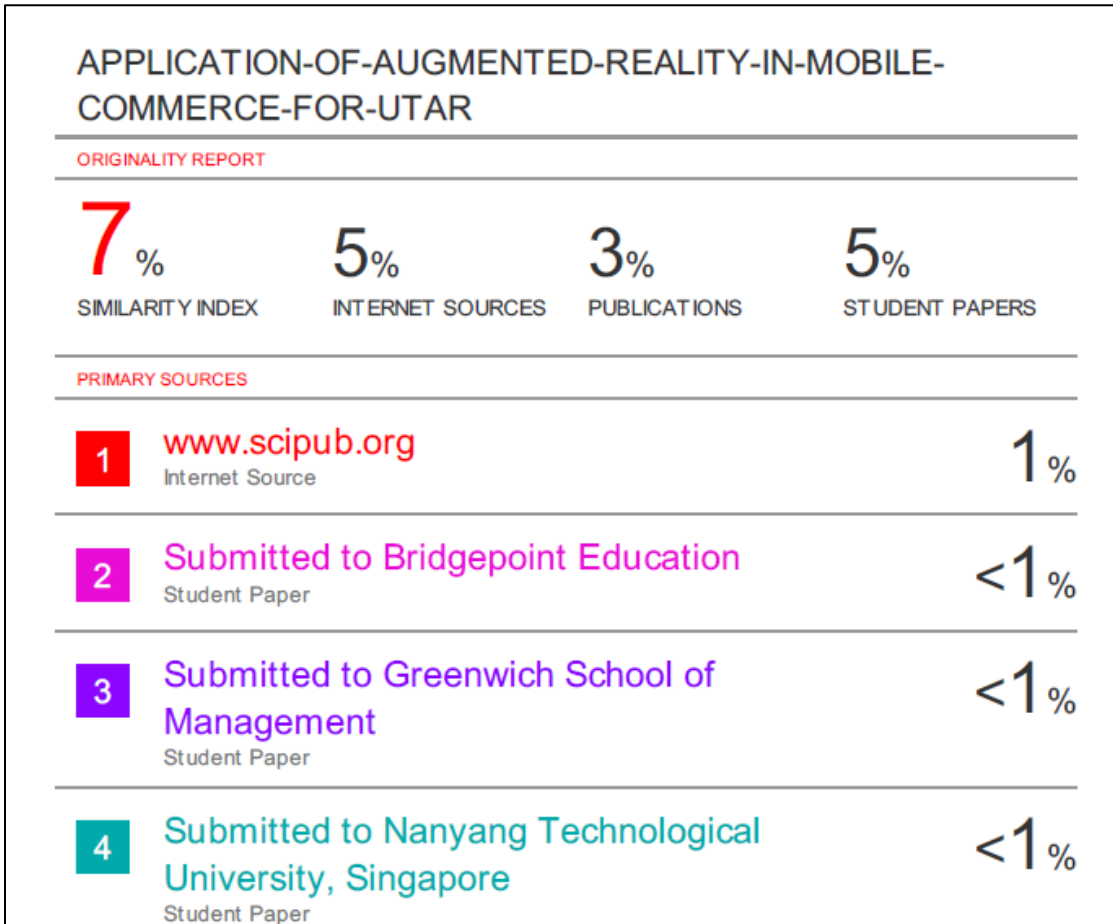 APPLICATION-OF-AUGMENTED-REALITY-IN-MOBILE-
COMMERCE-FOR-UTAR
ORIGINALITY REPORT
7% 5% 3% 5%
SIMILARITY INDEX INTERNET SOURCES PUBLICATIONS STUDENT PAPERS
PRIMARY SOURCES
1 www.scipub.org 1%
Internet Source
2 Submitted to Bridgepoint Education <1%
Student Paper
3 Submitted to Greenwich School of <1%
Management
Student Paper
4 Submitted to Nanyang Technological <1%
University, Singapore
Student Paper